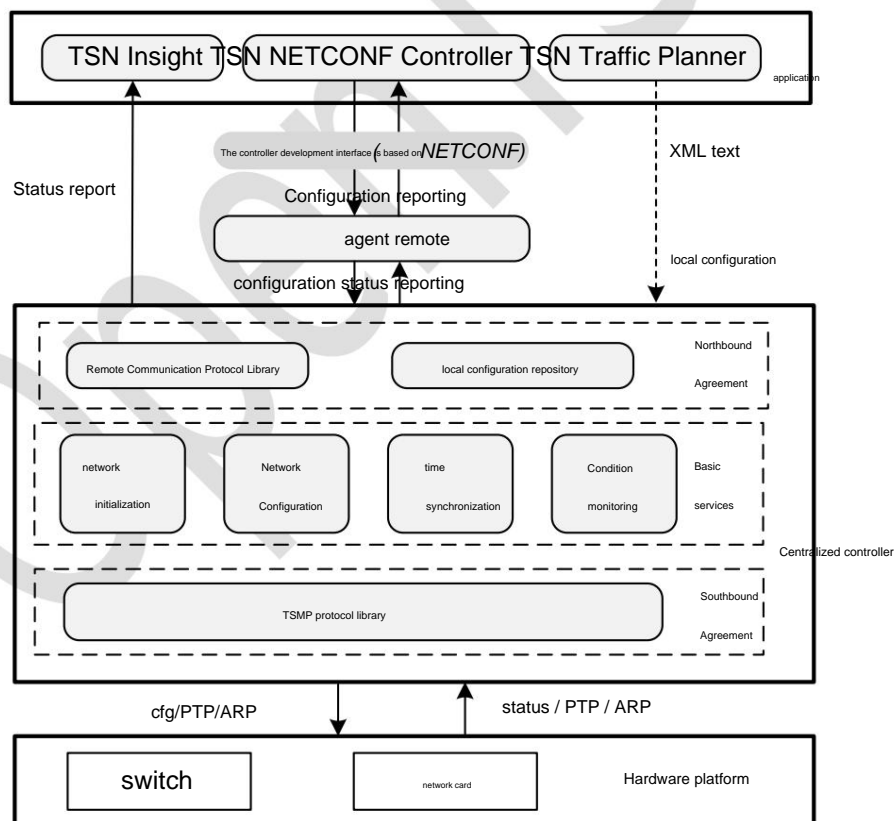 TSN Insight TSN NETCONF Controller TSN Traffic Planner
application
The controller development interface (is based on NETCONF)
XML text
Status report
Configuration reporting
agent remote
local configuration
configuration status reporting
Northbound
Remote Communication Protocol Library
local configuration repository
Agreement
network
Network
time
Condition
Basic
initialization
Configuration
synchronization
monitoring
services
Centralized controller
Southbound
TSMP protocol library
Agreement
cfg/PTP/ARP
status / PTP / ARP
switch
network card
Hardware platform